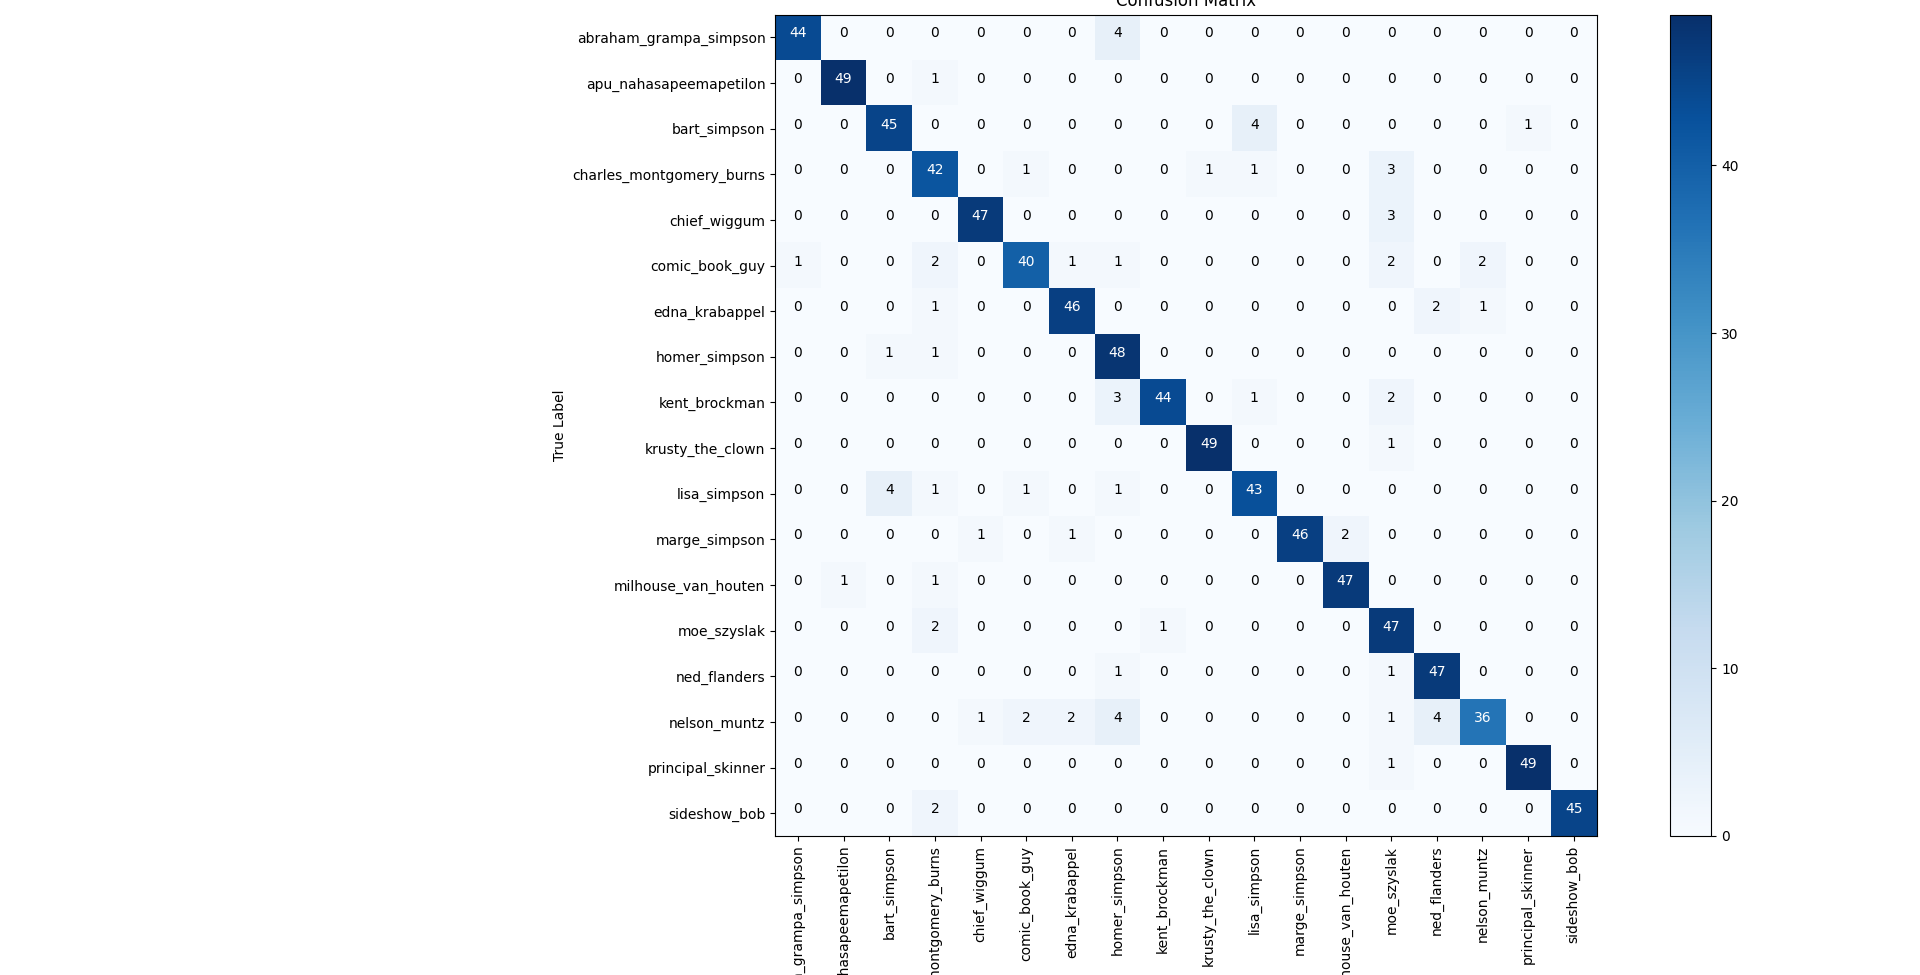 Confusion Matrix
abraham_grampa_simpson 44 0 0 0 0 0 0 4 0 0 0 0 0 0 0 0 0 0
apu_nahasapeemapetilon 0 49 0 1 0 0 0 0 0 0 0 0 0 0 0 0 0 0
bart_simpson 0 0 45 0 0 0 0 0 0 0 4 0 0 0 0 0 1 0
charles_montgomery_burns 0 0 0 42 0 1 0 0 0 1 1 0 0 3 0 0 0 0
chief_wiggum 0 0 0 0 47 0 0 0 0 0 0 0 0 3 0 0 0 0
comic_book_guy 1 0 0 2 0 40 1 1 0 0 0 0 0 2 0 2 0 0
edna_krabappel 0 0 0 1 0 0 46 0 0 0 0 0 0 0 2 1 0 0
homer_simpson 0 0 1 1 0 0 0 48 0 0 0 0 0 0 0 0 0 0
kent_brockman 0 0 0 0 0 0 0 3 44 0 1 0 0 2 0 0 0 0
krusty_the_clown 0 0 0 0 0 0 0 0 0 49 0 0 0 1 0 0 0 0
lisa_simpson 0 0 4 1 0 1 0 1 0 0 43 0 0 0 0 0 0 0
marge_simpson 0 0 0 0 1 0 1 0 0 0 0 46 2 0 0 0 0 0
milhouse_van_houten 0 1 0 1 0 0 0 0 0 0 0 0 47 0 0 0 0 0
moe_szyslak 0 0 0 2 0 0 0 0 1 0 0 0 0 47 0 0 0 0
ned_flanders 0 0 0 0 0 0 0 1 0 0 0 0 0 1 47 0 0 0
nelson_muntz 0 0 0 0 1 2 2 4 0 0 0 0 0 1 4 36 0 0
principal_skinner 0 0 0 0 0 0 0 0 0 0 0 0 0 1 0 0 49 0
sideshow_bob 0 0 0 2 0 0 0 0 0 0 0 0 0 0 0 0 0 45
True Label
_grampa_simpson
hasapeemapetilon
bart_simpson
montgomery_burns
chief_wiggum
comic_book_guy
edna_krabappel
homer_simpson
kent_brockman
krusty_the_clown
lisa_simpson
marge_simpson
house_van_houten
moe_szyslak
ned_flanders
nelson_muntz
principal_skinner
sideshow_bob
40
30
20
10
0